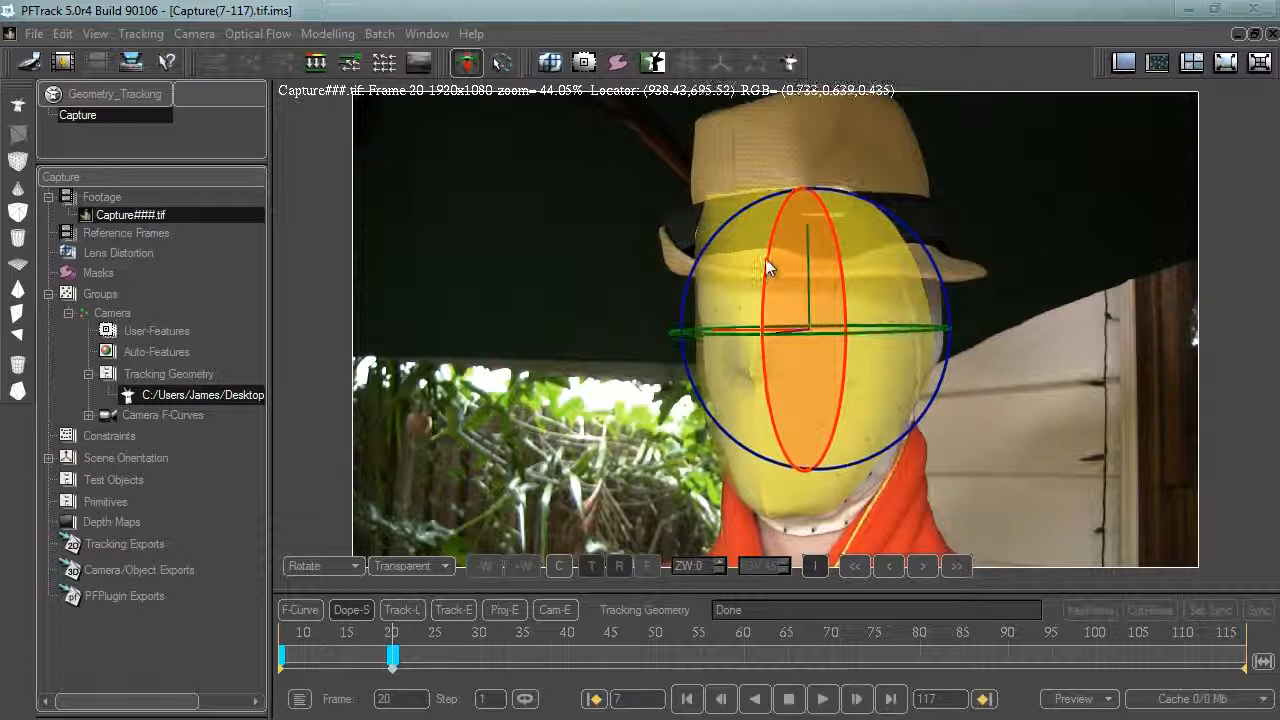 PFTrack 5.0r4 Build 90106 - [Capture(7-117).tif.ims]
File Edit View Tracking Camera Optical Flow Modelling Batch Window Help
Capture###.tif: Frame 20 1920x1080 zoom= 44.05% Locator: (938.43,695.52) RGB= (0.733,0.639,0.435)
Geometry_Tracking
Capture
Capture
Footage
Capture###.tif
Reference Frames
Lens Distortion
Masks
Groups
Camera
User-Features
Auto-Features
Tracking Geometry
C:/Users/James/Desktop
Camera F-Curves
Constraints
Scene Orientation
Test Objects
Primitives
Depth Maps
Tracking Exports
Camera/Object Exports
PFPlugin Exports
Rotate Transparent -W +W C T R F ZW:0 I << < > >>
F-Curve Dope-S Track-L Track-E Proj-E Cam-E Tracking Geometry Done
10 15 20 25 30 35 40 45 50 55 60 65 70 75 80 85 90 95 100 105 110 115
Frame: 20 Step: 1 7 117 Preview Cache 0/0 Mb